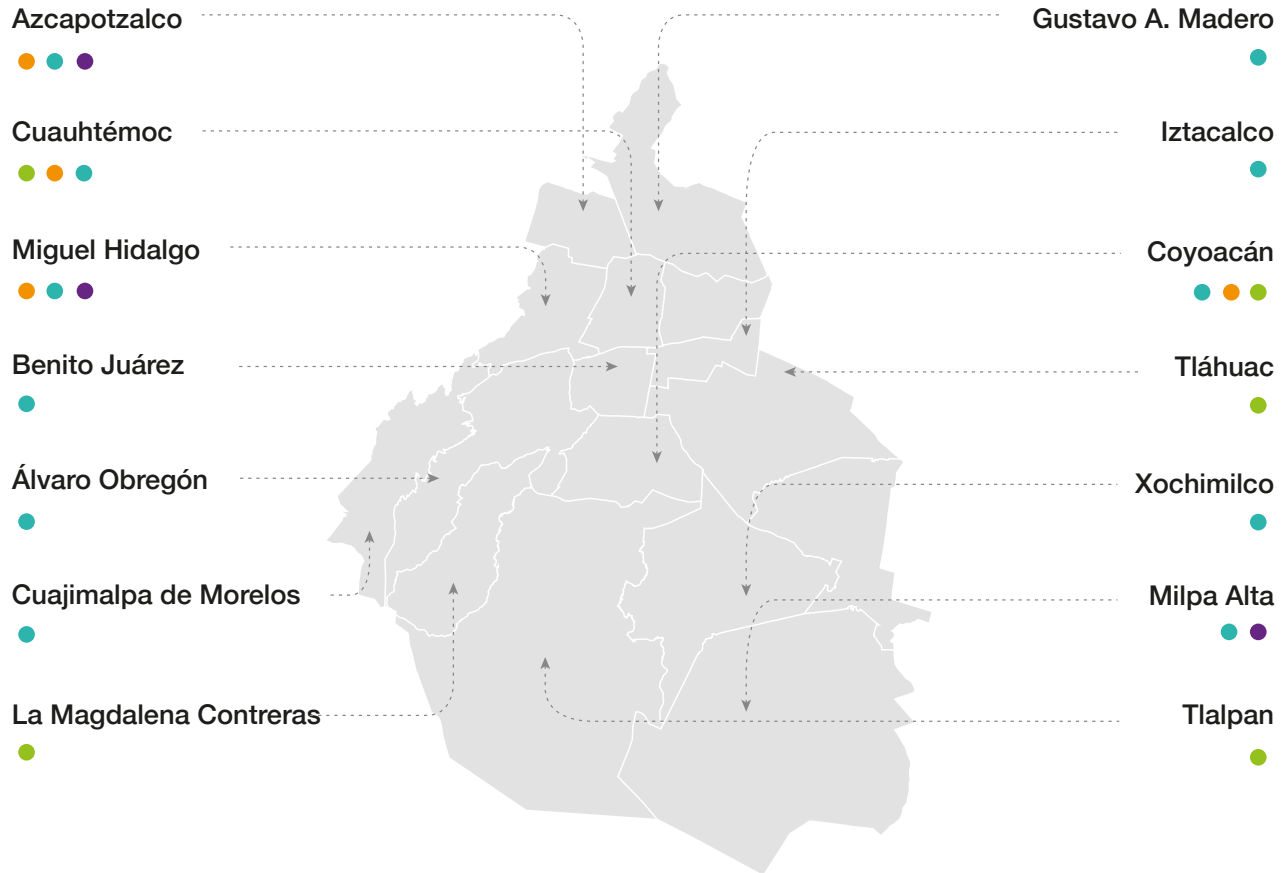 Azcapotzalco
Cuauhtémoc
Miguel Hidalgo
Benito Juárez
Álvaro Obregón
Cuajimalpa de Morelos
La Magdalena Contreras
Gustavo A. Madero
Iztacalco
Coyoacán
Tláhuac
Xochimilco
Milpa Alta
Tlalpan